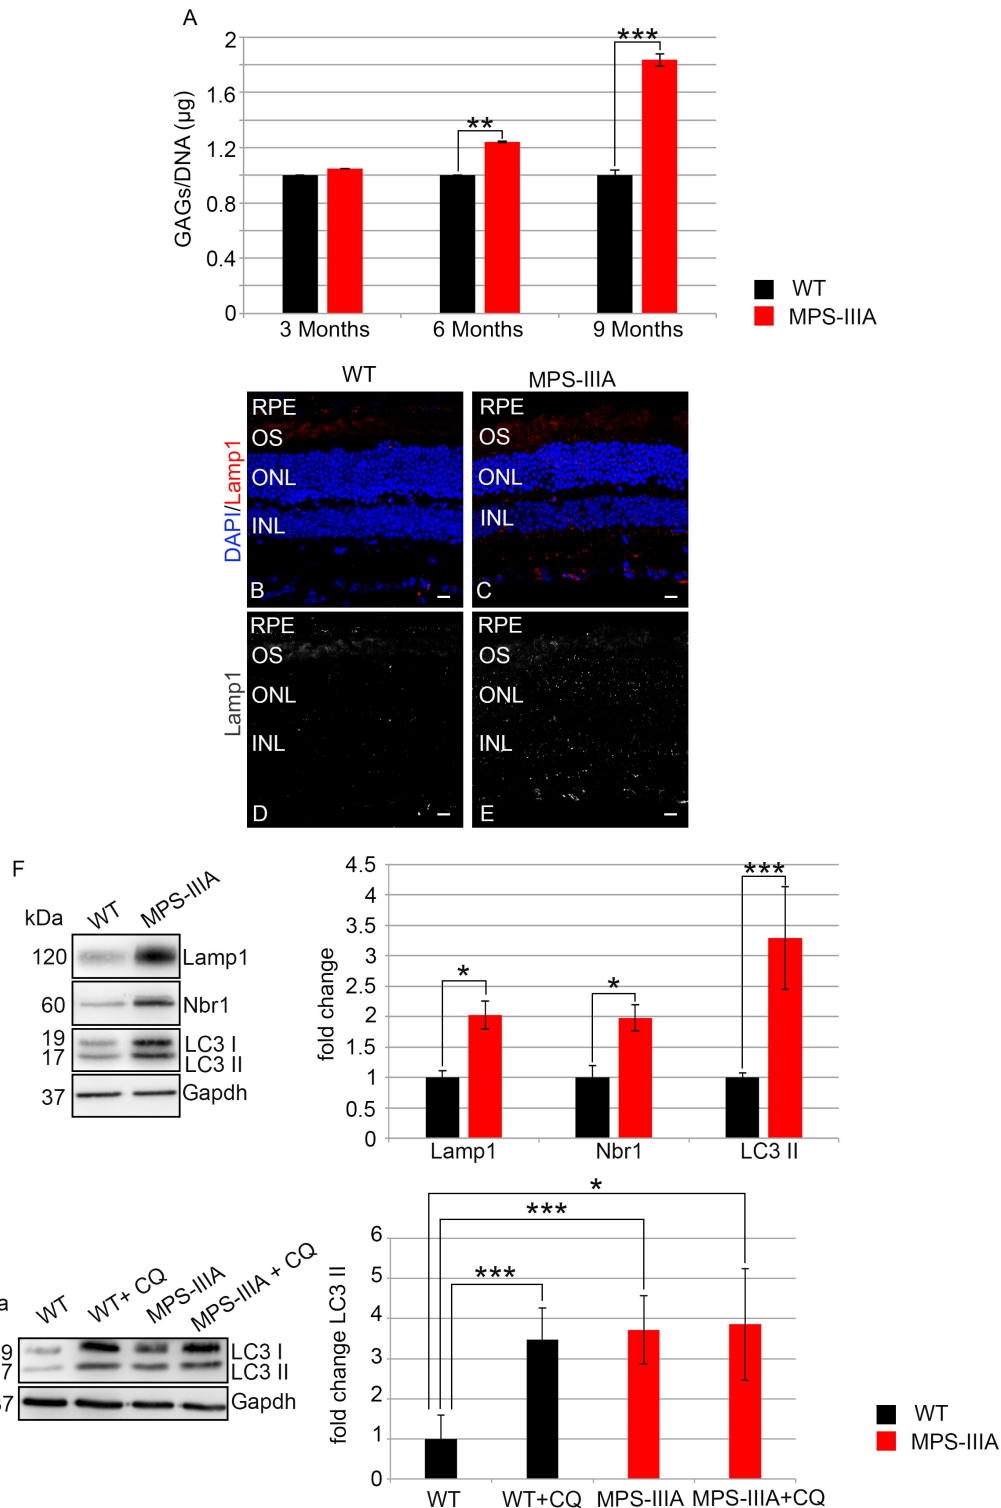 A
2
1.6
1.2
0.8
0.4
0
GAGs/DNA (µg)
**
***
3 Months
6 Months
9 Months
WT
MPS-IIIA
WT
MPS-IIIA
DAPI/Lamp1
RPE
OS
ONL
INL
B
RPE
OS
ONL
INL
C
Lamp1
RPE
OS
ONL
INL
D
RPE
OS
ONL
INL
E
F
kDa
WT
MPS-IIIA
120
Lamp1
60
Nbr1
19
LC3 I
17
LC3 II
37
Gapdh
fold change
4.5
4
3.5
3
2.5
2
1.5
1
0.5
0
*
*
***
Lamp1
Nbr1
LC3 II
a
WT
WT+ CQ
MPS-IIIA
MPS-IIIA + CQ
9
LC3 I
7
LC3 II
37
Gapdh
fold change LC3 II
6
5
4
3
2
1
0
*
***
***
WT
WT+CQ
MPS-IIIA
MPS-IIIA+CQ
WT
MPS-IIIA